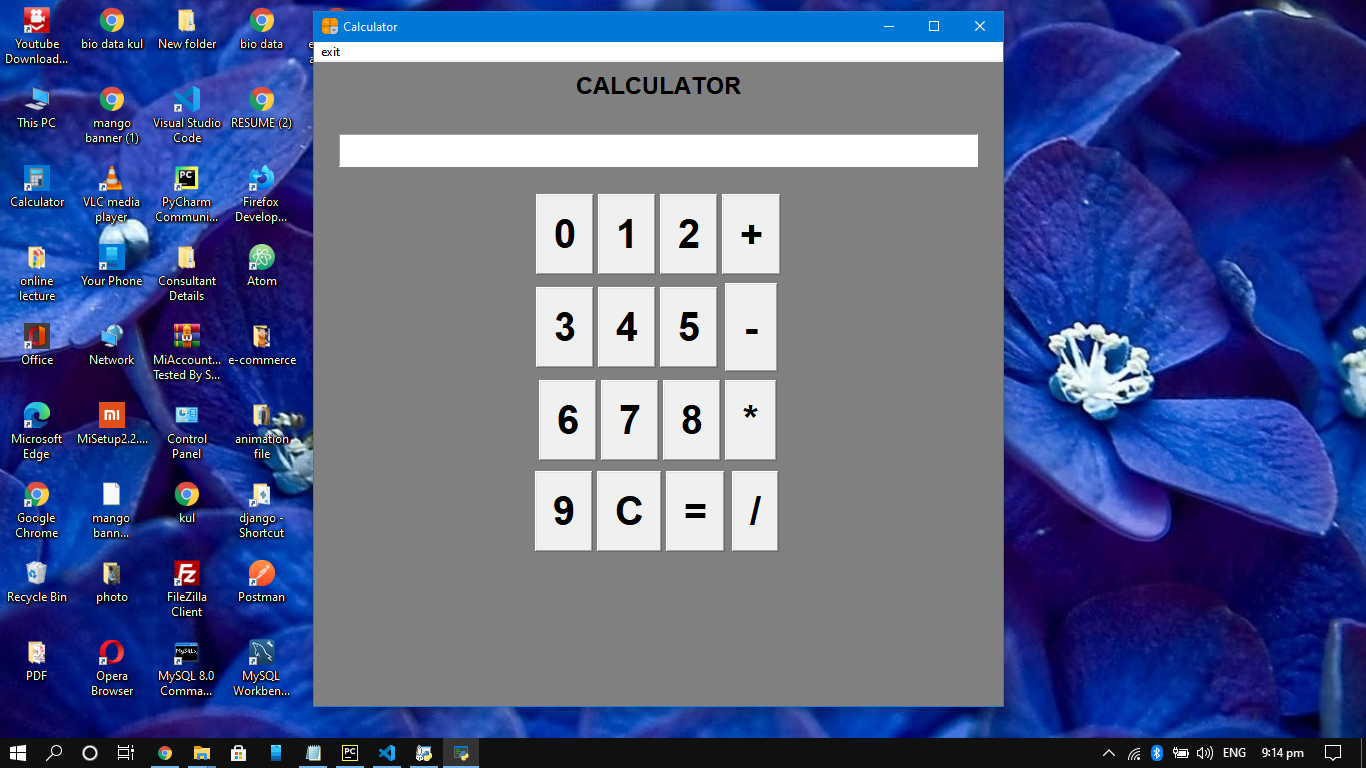 Youtube
Download...
bio data kul
New folder
bio data
This PC
mango
banner (1)
Visual Studio
Code
RESUME (2)
Calculator
VLC media
player
PyCharm
Communi...
Firefox
Develop...
online
lecture
Your Phone
Consultant
Details
Atom
Office
Network
MiAccount...
Tested By S...
e-commerce
Microsoft
Edge
MiSetup2.2....
Control
Panel
animation
file
Google
Chrome
mango
bann...
kul
django -
Shortcut
Recycle Bin
photo
FileZilla
Client
Postman
PDF
Opera
Browser
MySQL 8.0
Comma...
MySQL
Workben...
Calculator
exit
CALCULATOR
0 1 2 +
3 4 5 -
6 7 8 *
9 C = /
ENG
9:14 pm